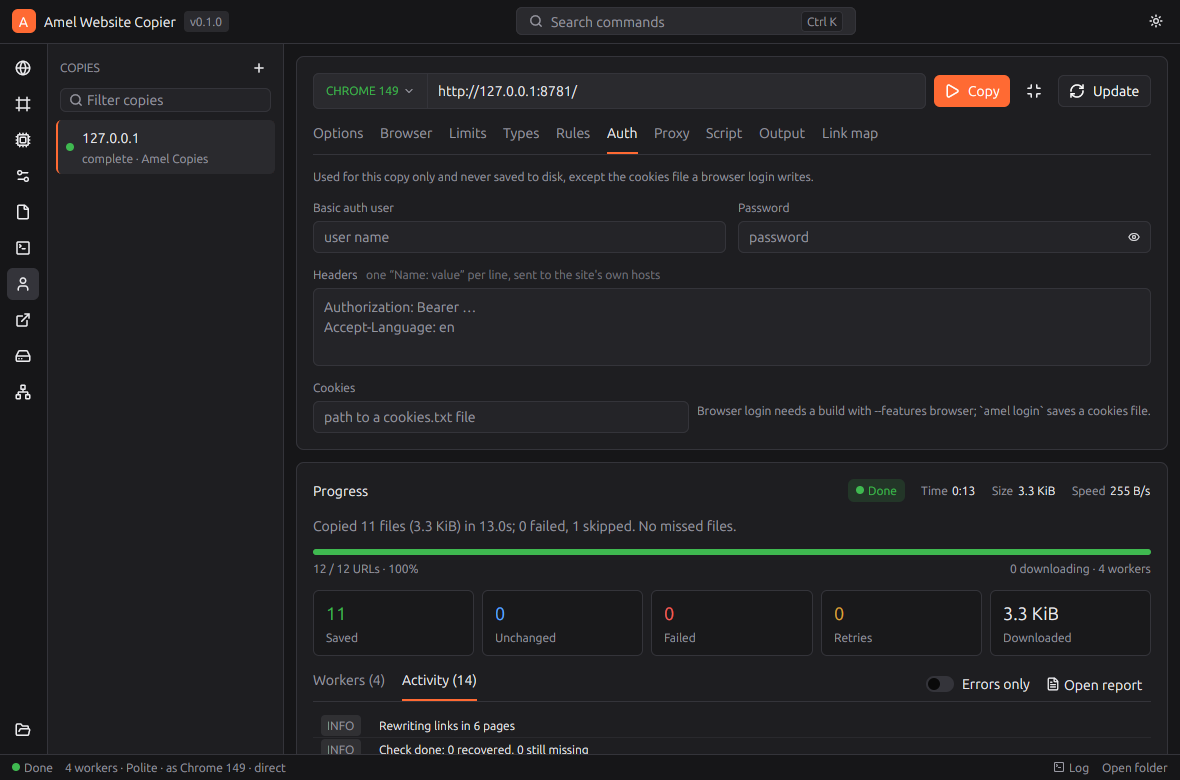 A Amel Website Copier v0.1.0
Search commands Ctrl K
COPIES +
Filter copies
127.0.0.1
complete · Amel Copies
CHROME 149 http://127.0.0.1:8781/ Copy Update
Options Browser Limits Types Rules Auth Proxy Script Output Link map
Used for this copy only and never saved to disk, except the cookies file a browser login writes.
Basic auth user Password
user name password
Headers one "Name: value" per line, sent to the site's own hosts
Authorization: Bearer …
Accept-Language: en
Cookies
path to a cookies.txt file Browser login needs a build with --features browser; `amel login` saves a cookies file.
Progress Done Time 0:13 Size 3.3 KiB Speed 255 B/s
Copied 11 files (3.3 KiB) in 13.0s; 0 failed, 1 skipped. No missed files.
12 / 12 URLs · 100% 0 downloading · 4 workers
11 0 0 0 3.3 KiB
Saved Unchanged Failed Retries Downloaded
Workers (4) Activity (14) Errors only Open report
INFO Rewriting links in 6 pages
INFO Check done: 0 recovered, 0 still missing
Done 4 workers · Polite · as Chrome 149 · direct Log Open folder